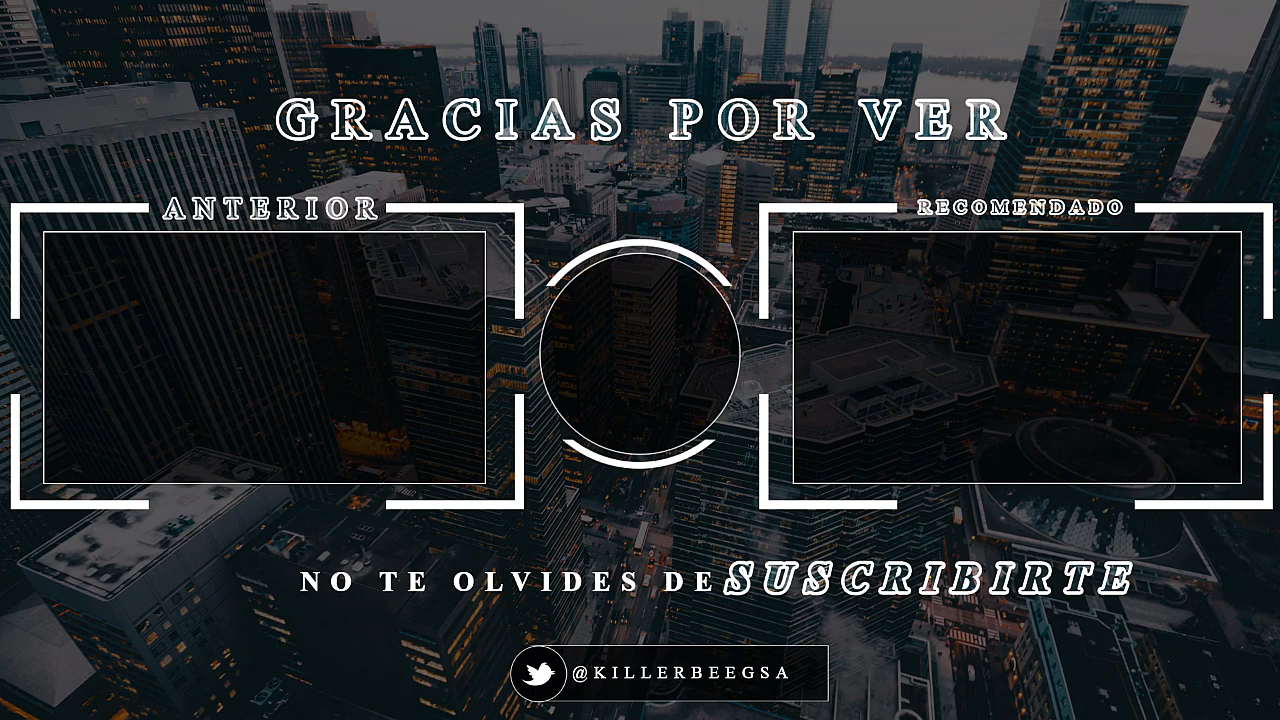 GRACIAS POR VER
ANTERIOR
RECOMENDADO
NO TE OLVIDES DE SUSCRIBIRTE
@KILLERBEEGSA